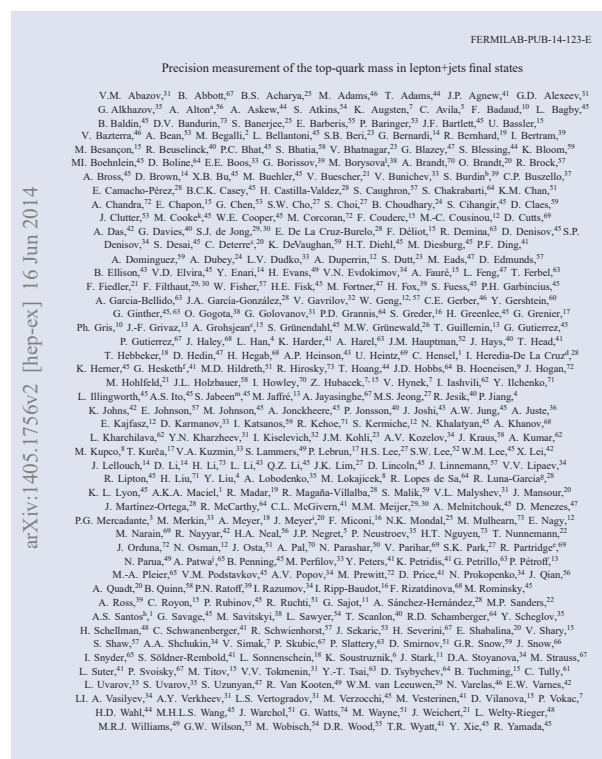 FERMILAB-PUB-14-123-E
Precision measurement of the top-quark mass in lepton+jets final states
V.M. Abazov,31 B. Abbott,67 B.S. Acharya,25 M. Adams,46 T. Adams,44 J.P. Agnew,41 G.D. Alexeev,31
G. Alkhazov,35 A. Altona,56 A. Askew,44 S. Atkins,54 K. Augsten,7 C. Avila,5 F. Badaud,10 L. Bagby,45
B. Baldin,45 D.V. Bandurin,73 S. Banerjee,25 E. Barberis,55 P. Baringer,53 J.F. Bartlett,45 U. Bassler,15
V. Bazterra,46 A. Bean,53 M. Begalli,2 L. Bellantoni,45 S.B. Beri,23 G. Bernardi,14 R. Bernhard,19 I. Bertram,39
M. Besançon,15 R. Beuselinck,40 P.C. Bhat,45 S. Bhatia,58 V. Bhatnagar,23 G. Blazey,47 S. Blessing,44 K. Bloom,59
MI. Boehnlein,45 D. Boline,64 E.E. Boos,33 G. Borissov,39 M. Borysoval,38 A. Brandt,70 O. Brandt,20 R. Brock,57
A. Bross,45 D. Brown,14 X.B. Bu,45 M. Buehler,45 V. Buescher,21 V. Bunichev,33 S. Burdinb,39 C.P. Buszello,37
E. Camacho-Pérez,28 B.C.K. Casey,45 H. Castilla-Valdez,28 S. Caughron,57 S. Chakrabarti,64 K.M. Chan,51
A. Chandra,72 E. Chapon,15 G. Chen,53 S.W. Cho,27 S. Choi,27 B. Choudhary,24 S. Cihangir,45 D. Claes,59
J. Clutter,53 M. Cookek,45 W.E. Cooper,45 M. Corcoran,72 F. Couderc,15 M.-C. Cousinou,12 D. Cutts,69
A. Das,42 G. Davies,40 S.J. de Jong,29,30 E. De La Cruz-Burelo,28 F. Déliot,15 R. Demina,63 D. Denisov,45 S.P.
Denisov,34 S. Desai,45 C. Deterrec,20 K. DeVaughan,59 H.T. Diehl,45 M. Diesburg,45 P.F. Ding,41
A. Dominguez,59 A. Dubey,24 L.V. Dudko,33 A. Duperrin,12 S. Dutt,23 M. Eads,47 D. Edmunds,57
B. Ellison,43 V.D. Elvira,45 Y. Enari,14 H. Evans,49 V.N. Evdokimov,34 A. Fauré,15 L. Feng,47 T. Ferbel,63
F. Fiedler,21 F. Filthaut,29,30 W. Fisher,57 H.E. Fisk,45 M. Fortner,47 H. Fox,39 S. Fuess,45 P.H. Garbincius,45
A. Garcia-Bellido,63 J.A. García-González,28 V. Gavrilov,32 W. Geng,12,57 C.E. Gerber,46 Y. Gershtein,60
G. Ginther,45,63 O. Gogota,38 G. Golovanov,31 P.D. Grannis,64 S. Greder,16 H. Greenlee,45 G. Grenier,17
Ph. Gris,10 J.-F. Grivaz,13 A. Grohsjeanc,15 S. Grünendahl,45 M.W. Grünewald,26 T. Guillemin,13 G. Gutierrez,45
P. Gutierrez,67 J. Haley,68 L. Han,4 K. Harder,41 A. Harel,63 J.M. Hauptman,52 J. Hays,40 T. Head,41
T. Hebbeker,18 D. Hedin,47 H. Hegab,68 A.P. Heinson,43 U. Heintz,69 C. Hensel,1 I. Heredia-De La Cruzd,28
K. Herner,45 G. Heskethf,41 M.D. Hildreth,51 R. Hirosky,73 T. Hoang,44 J.D. Hobbs,64 B. Hoeneisen,9 J. Hogan,72
M. Hohlfeld,21 J.L. Holzbauer,58 I. Howley,70 Z. Hubacek,7,15 V. Hynek,7 I. Iashvili,62 Y. Ilchenko,71
L. Illingworth,45 A.S. Ito,45 S. Jabeenm,45 M. Jaffré,13 A. Jayasinghe,67 M.S. Jeong,27 R. Jesik,40 P. Jiang,4
K. Johns,42 E. Johnson,57 M. Johnson,45 A. Jonckheere,45 P. Jonsson,40 J. Joshi,43 A.W. Jung,45 A. Juste,36
E. Kajfasz,12 D. Karmanov,33 I. Katsanos,59 R. Kehoe,71 S. Kermiche,12 N. Khalatyan,45 A. Khanov,68
L. Kharchilava,62 Y.N. Kharzheev,31 I. Kiselevich,32 J.M. Kohli,23 A.V. Kozelov,34 J. Kraus,58 A. Kumar,62
M. Kupco,8 T. Kurča,17 V.A. Kuzmin,33 S. Lammers,49 P. Lebrun,17 H.S. Lee,27 S.W. Lee,52 W.M. Lee,45 X. Lei,42
J. Lellouch,14 D. Li,14 H. Li,73 L. Li,43 Q.Z. Li,45 J.K. Lim,27 D. Lincoln,45 J. Linnemann,57 V.V. Lipaev,34
R. Lipton,45 H. Liu,71 Y. Liu,4 A. Lobodenko,35 M. Lokajicek,8 R. Lopes de Sa,64 R. Luna-Garciag,28
K. L. Lyon,45 A.K.A. Maciel,1 R. Madar,19 R. Magaña-Villalba,28 S. Malik,59 V.L. Malyshev,31 J. Mansour,20
J. Martínez-Ortega,28 R. McCarthy,64 C.L. McGivern,41 M.M. Meijer,29,30 A. Melnitchouk,45 D. Menezes,47
P.G. Mercadante,3 M. Merkin,33 A. Meyer,18 J. Meyeri,20 F. Miconi,16 N.K. Mondal,25 M. Mulhearn,73 E. Nagy,12
M. Narain,69 R. Nayyar,42 H.A. Neal,56 J.P. Negret,5 P. Neustroev,35 H.T. Nguyen,73 T. Nunnemann,22
J. Orduna,72 N. Osman,12 J. Osta,51 A. Pal,70 N. Parashar,50 V. Parihar,69 S.K. Park,27 R. Partridgee,69
N. Parua,49 A. Patwaj,65 B. Penning,45 M. Perfilov,33 Y. Peters,41 K. Petridis,41 G. Petrillo,63 P. Pétroff,13
M.-A. Pleier,65 V.M. Podstavkov,45 A.V. Popov,34 M. Prewitt,72 D. Price,41 N. Prokopenko,34 J. Qian,56
A. Quadt,20 B. Quinn,58 P.N. Ratoff,39 I. Razumov,34 I. Ripp-Baudot,16 F. Rizatdinova,68 M. Rominsky,45
A. Ross,39 C. Royon,15 P. Rubinov,45 R. Ruchti,51 G. Sajot,11 A. Sánchez-Hernández,28 M.P. Sanders,22
A.S. Santosh,1 G. Savage,45 M. Savitskyi,38 L. Sawyer,54 T. Scanlon,40 R.D. Schamberger,64 Y. Scheglov,35
H. Schellman,48 C. Schwanenberger,41 R. Schwienhorst,57 J. Sekaric,53 H. Severini,67 E. Shabalina,20 V. Shary,15
S. Shaw,57 A.A. Shchukin,34 V. Simak,7 P. Skubic,67 P. Slattery,63 D. Smirnov,51 G.R. Snow,59 J. Snow,66
I. Snyder,65 S. Söldner-Rembold,41 L. Sonnenschein,18 K. Soustruznik,6 J. Stark,11 D.A. Stoyanova,34 M. Strauss,67
L. Suter,41 P. Svoisky,67 M. Titov,15 V.V. Tokmenin,31 Y.-T. Tsai,63 D. Tsybychev,64 B. Tuchming,15 C. Tully,61
L. Uvarov,35 S. Uvarov,35 S. Uzunyan,47 R. Van Kooten,49 W.M. van Leeuwen,29 N. Varelas,46 E.W. Varnes,42
LI. A. Vasilyev,34 A.Y. Verkheev,31 L.S. Vertogradov,31 M. Verzocchi,45 M. Vesterinen,41 D. Vilanova,15 P. Vokac,7
H.D. Wahl,44 M.H.L.S. Wang,45 J. Warchol,51 G. Watts,74 M. Wayne,51 J. Weichert,21 L. Welty-Rieger,48
M.R.J. Williams,49 G.W. Wilson,53 M. Wobisch,54 D.R. Wood,55 T.R. Wyatt,41 Y. Xie,45 R. Yamada,45
arXiv:1405.1756v2 [hep-ex] 16 Jun 2014